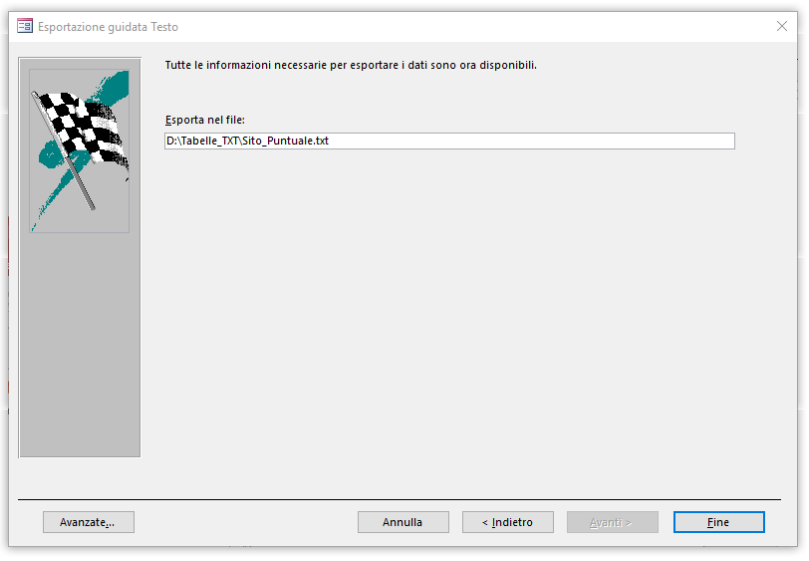 Esportazione guidata Testo
Tutte le informazioni necessarie per esportare i dati sono ora disponibili.
Esporta nel file:
D:\Tabelle_TXT\Sito_Puntuale.txt
Avanzate... Annulla < Indietro Avanti > Fine